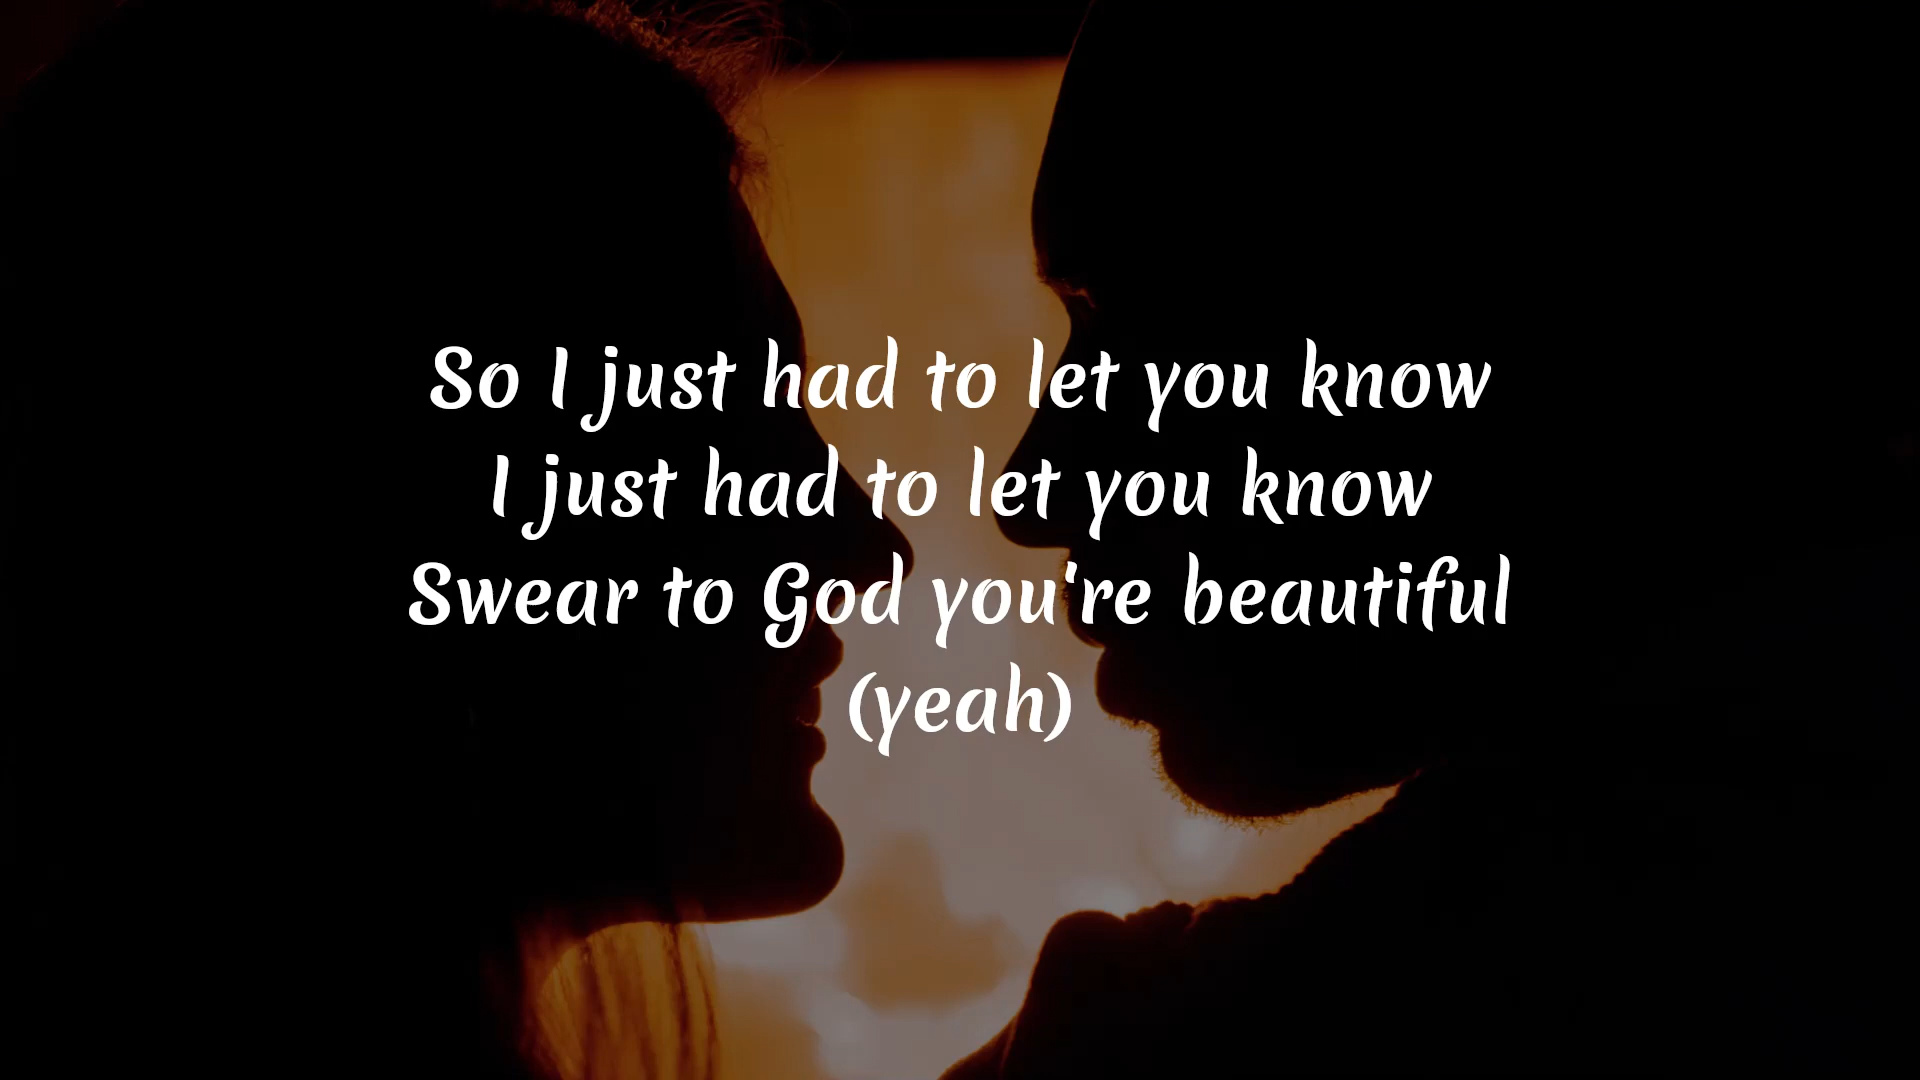 So I just had to let you know
I just had to let you know
Swear to God you're beautiful
(yeah)